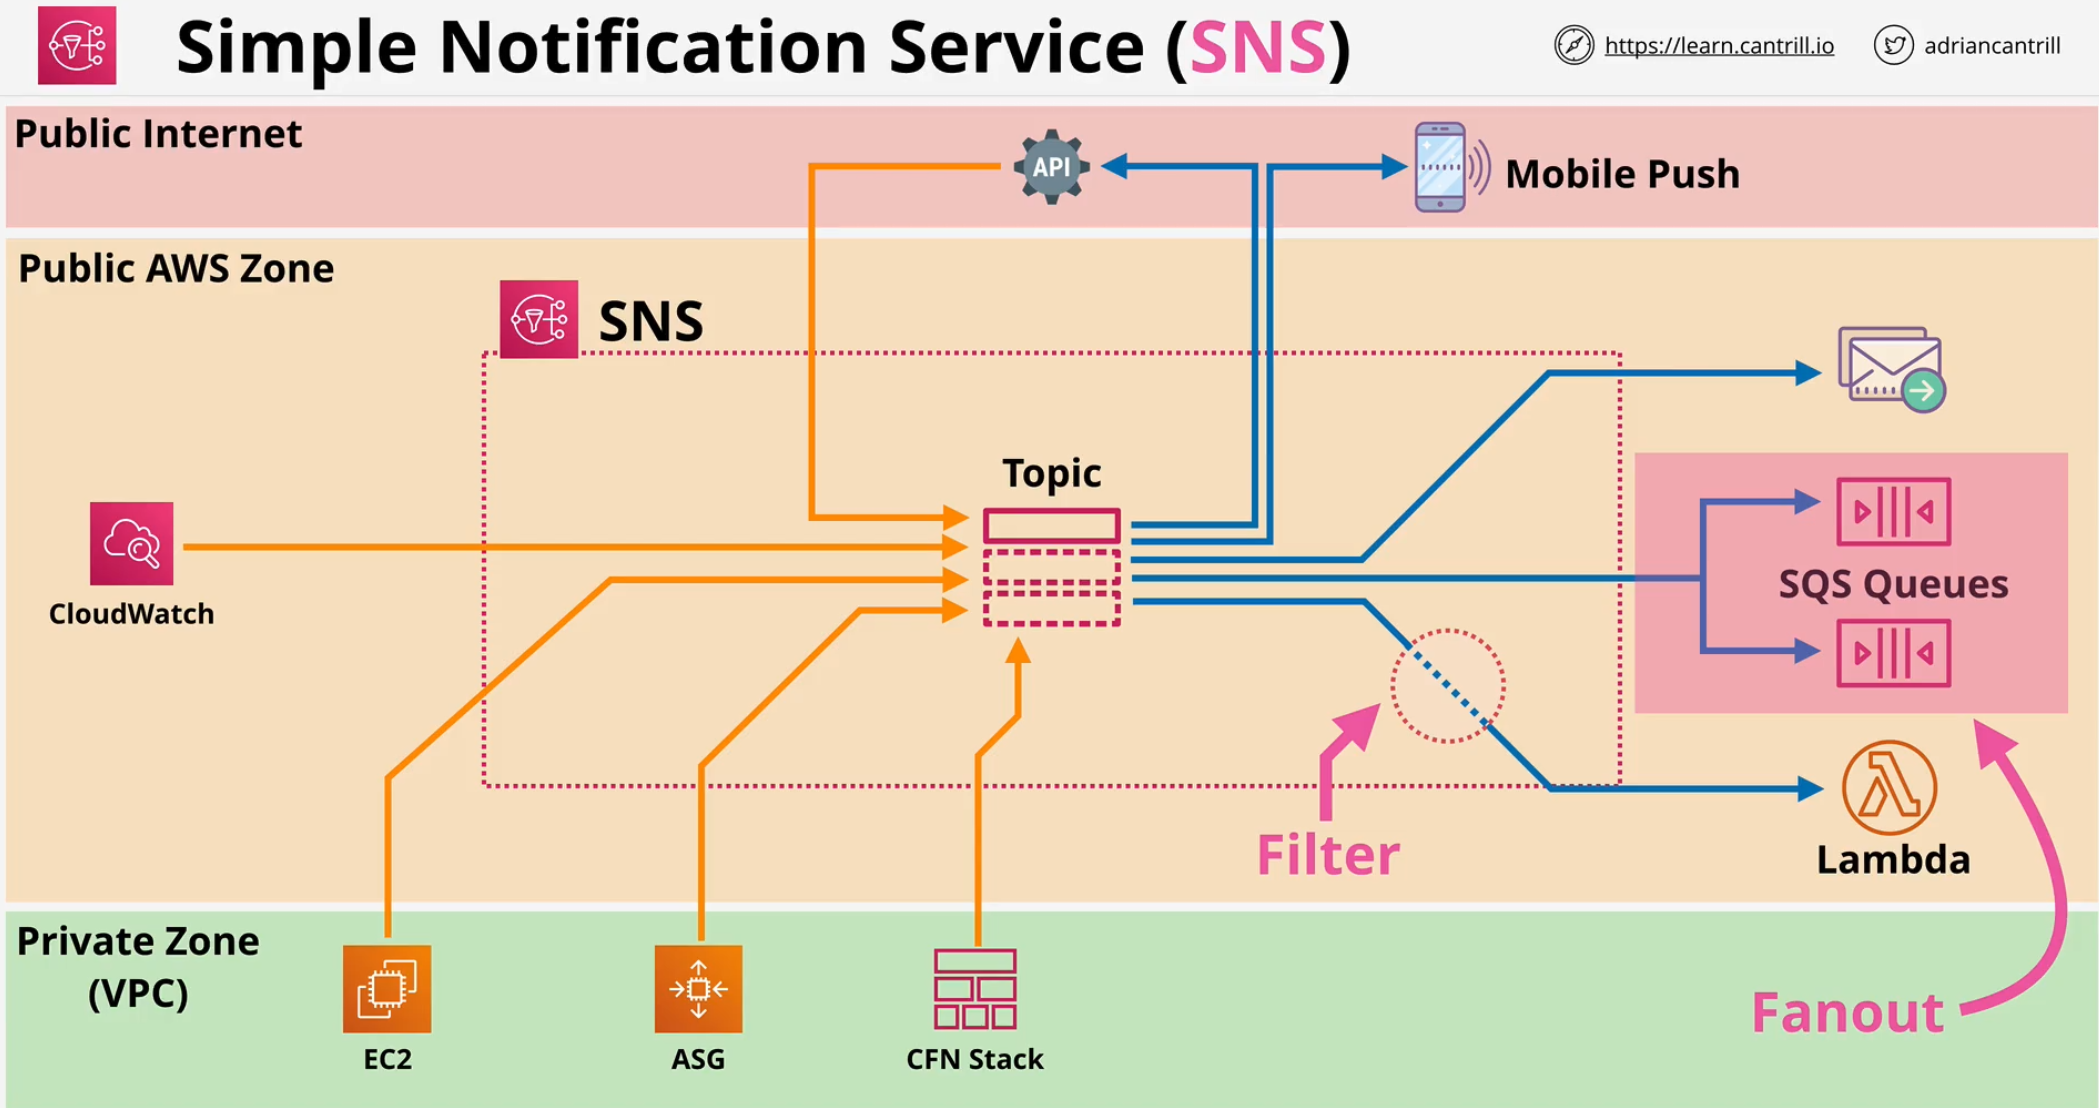 Simple Notification Service (SNS)
https://learn.cantrill.io
adriancantrill
Public Internet
API
Mobile Push
Public AWS Zone
SNS
Topic
CloudWatch
SQS Queues
Filter
Lambda
Private Zone
(VPC)
EC2
ASG
CFN Stack
Fanout